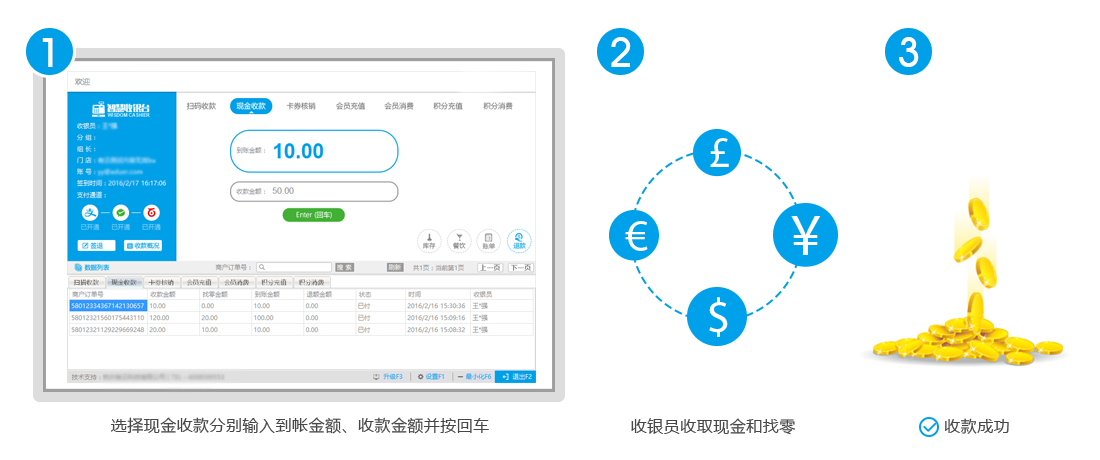 1
2
3
欢迎
智慧收银台
WISDOM CASHIER
扫码收款 现金收款 卡券核销 会员充值 会员消费 积分充值 积分消费
收银员：王*强
分 组：
组 长：
门 店：
账 号：
签到时间：2016/2/17 16:17:06
支付通道：
已开通 已开通 已开通
签退 收款概况
到账金额： 10.00
收款金额： 50.00
Enter (回车)
库存 餐饮 账单 退款
数据列表 商户订单号： 搜 索 刷新 共1页：当前第1页 上一页 下一页
扫码收款 现金收款 卡券核销 会员充值 会员消费 积分充值 积分消费
商户订单号 收款金额 找零金额 到账金额 退额金额 状态 时间 收银员
58012334367142130657 10.00 0.00 10.00 0.00 已付 2016/2/16 15:30:36 王*强
58012321560175443110 120.00 20.00 100.00 0.00 已付 2016/2/16 15:09:16 王*强
58012321129229669248 20.00 10.00 10.00 0.00 已付 2016/2/16 15:08:32 王*强
技术支持：
升级F3 设置F1 最小化F6 退出F2
£
€
¥
$
选择现金收款分别输入到帐金额、收款金额并按回车
收银员收取现金和找零
收款成功